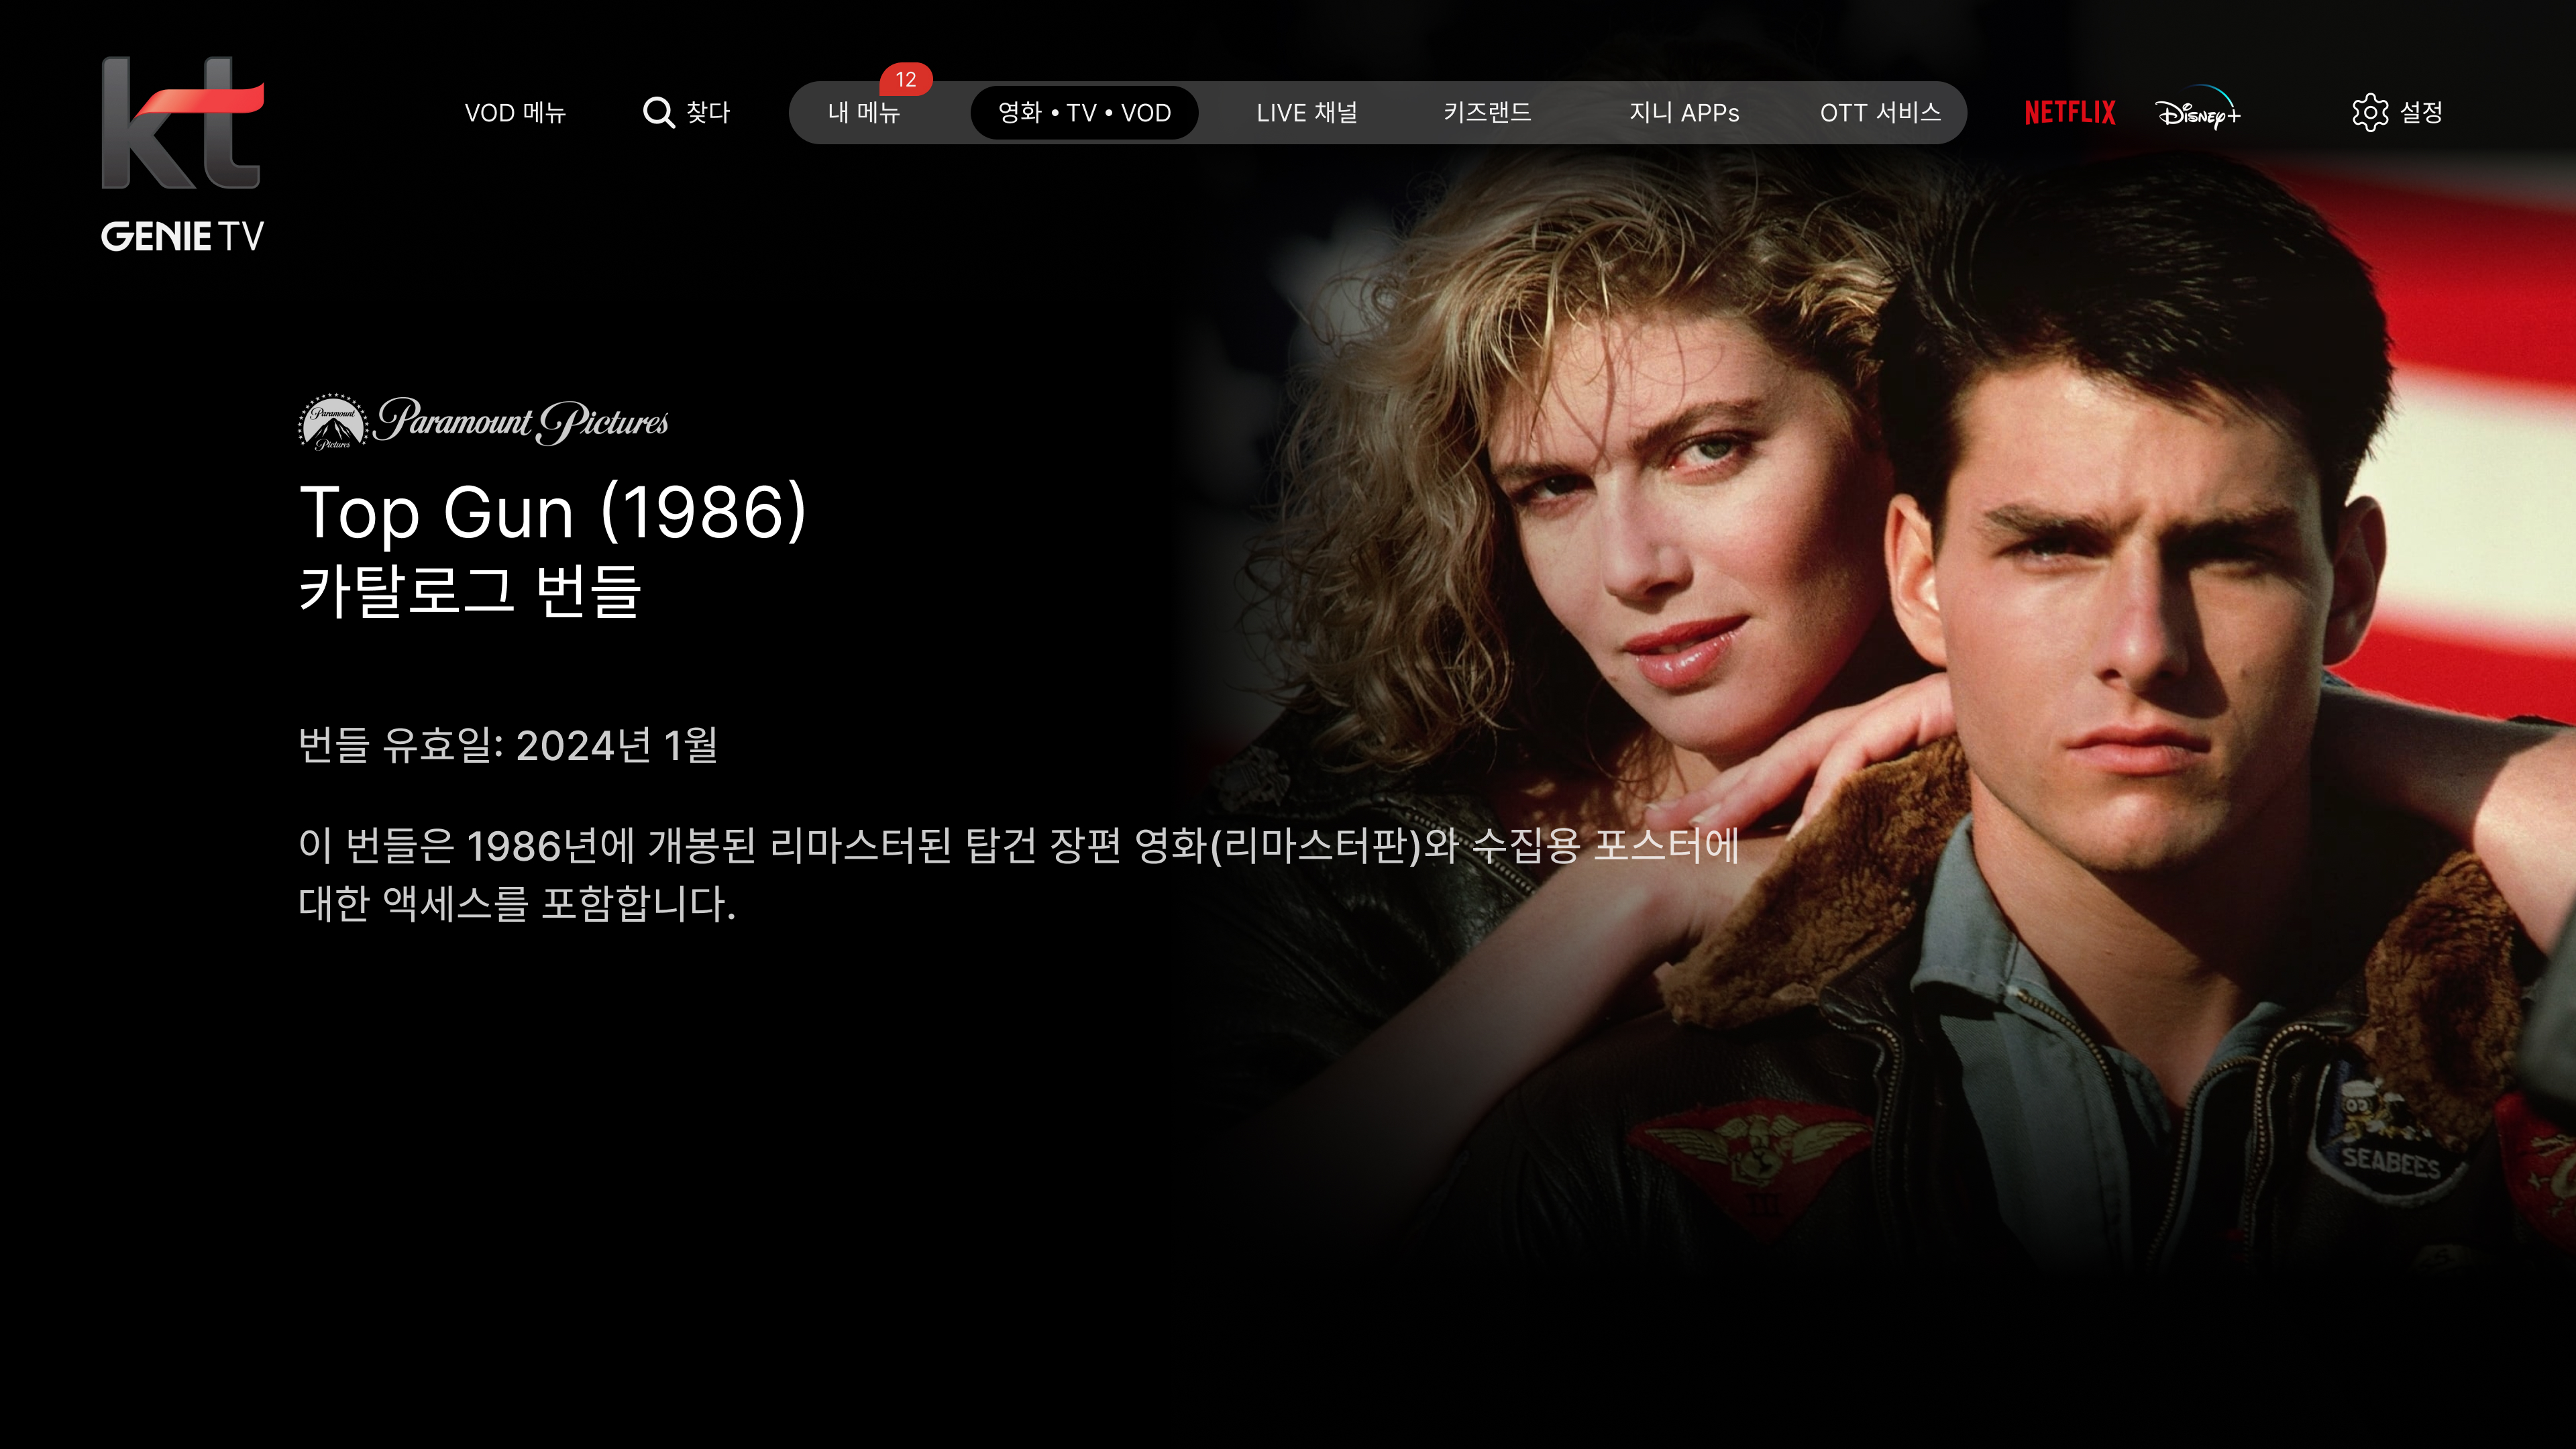 kt
GENIE TV
VOD 메뉴
찾다
내 메뉴
12
영화 • TV • VOD
LIVE 채널
키즈랜드
지니 APPs
OTT 서비스
NETFLIX
Disney+
설정
Paramount
Pictures
Paramount Pictures
Top Gun (1986)
카탈로그 번들
번들 유효일: 2024년 1월
이 번들은 1986년에 개봉된 리마스터된 탑건 장편 영화(리마스터판)와 수집용 포스터에
대한 액세스를 포함합니다.
III
SEABEES